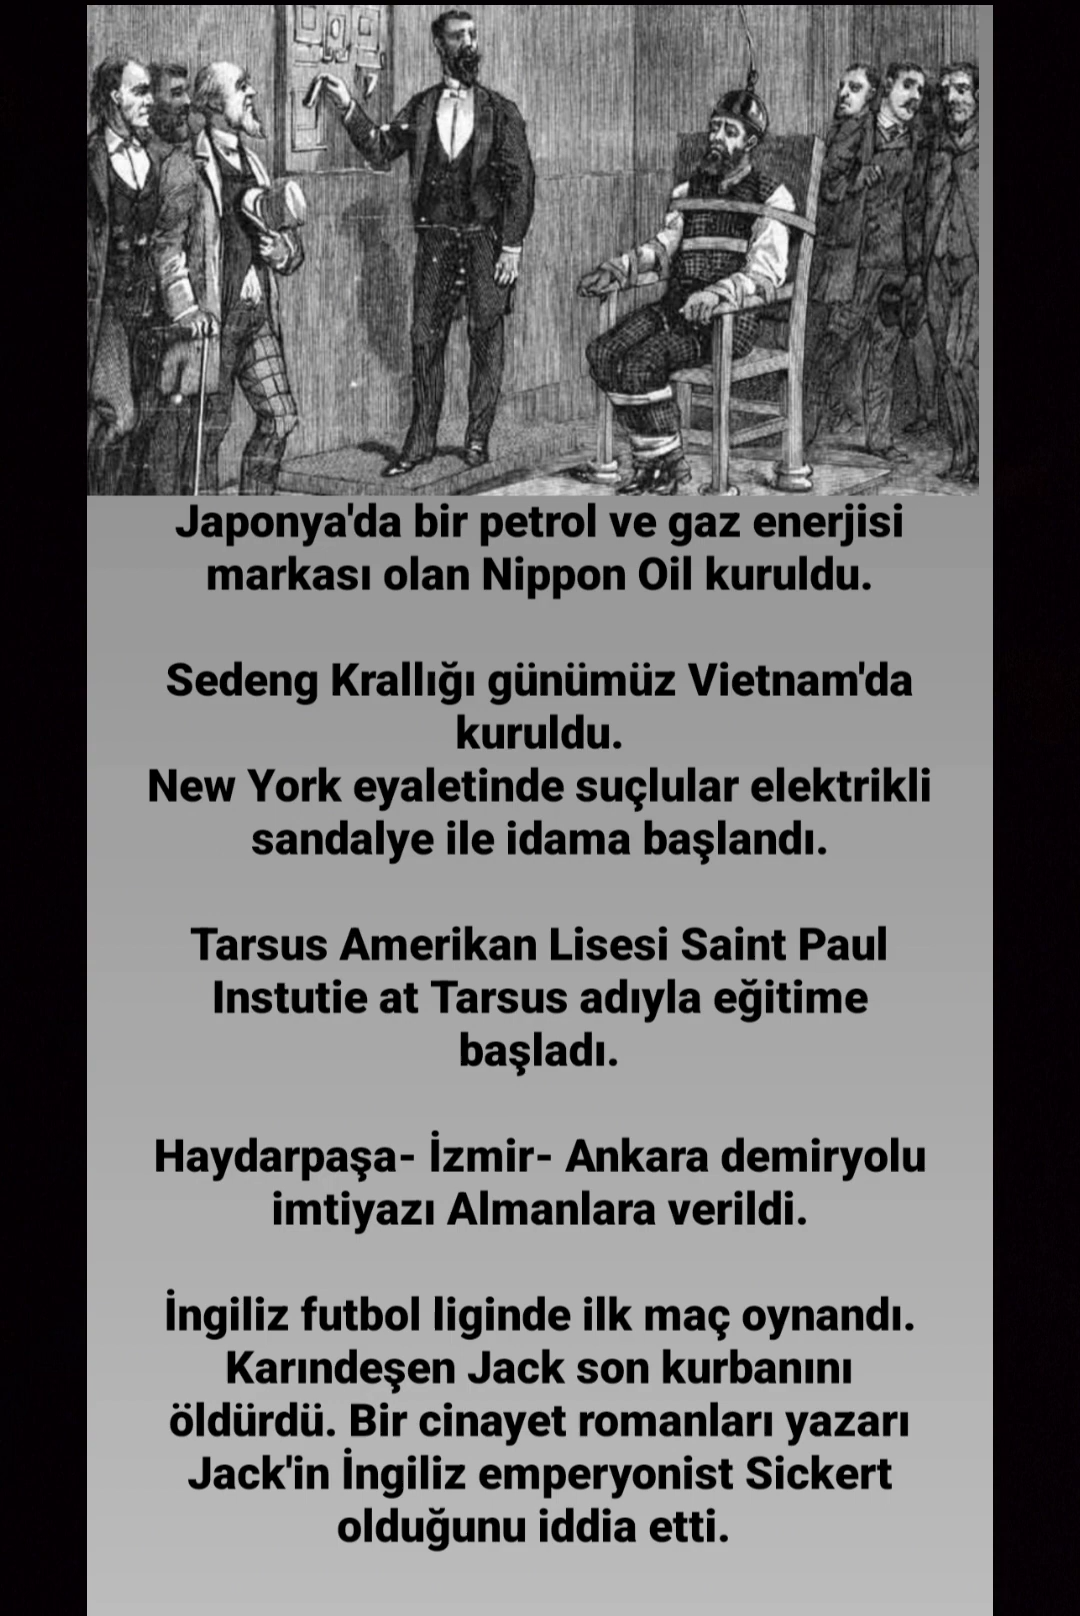 Japonya'da bir petrol ve gaz enerjisi
markası olan Nippon Oil kuruldu.
Sedeng Krallığı günümüz Vietnam'da
kuruldu.
New York eyaletinde suçlular elektrikli
sandalye ile idama başlandı.
Tarsus Amerikan Lisesi Saint Paul
Instutie at Tarsus adıyla eğitime
başladı.
Haydarpaşa- İzmir- Ankara demiryolu
imtiyazı Almanlara verildi.
İngiliz futbol liginde ilk maç oynandı.
Karındeşen Jack son kurbanını
öldürdü. Bir cinayet romanları yazarı
Jack'in İngiliz emperyonist Sickert
olduğunu iddia etti.